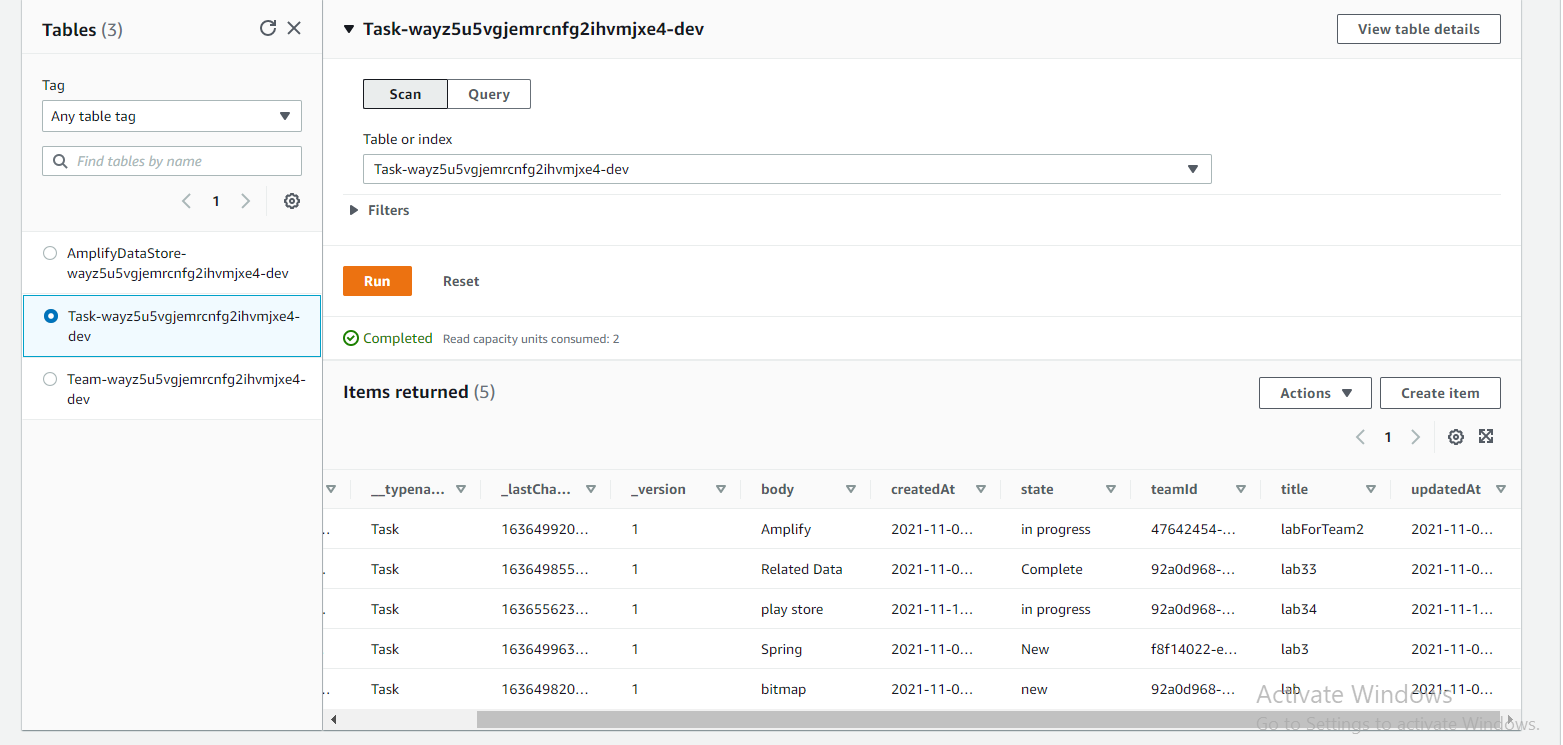 Tables (3)
Tag
Any table tag
Find tables by name
1
AmplifyDataStore-
wayz5u5vgjemrcnfg2ihvmjxe4-dev
Task-wayz5u5vgjemrcnfg2ihvmjxe4-
dev
Team-wayz5u5vgjemrcnfg2ihvmjxe4-
dev
Task-wayz5u5vgjemrcnfg2ihvmjxe4-dev
View table details
Scan Query
Table or index
Task-wayz5u5vgjemrcnfg2ihvmjxe4-dev
Filters
Run Reset
Completed Read capacity units consumed: 2
Items returned (5)
Actions Create item
1
__typena... _lastCha... _version body createdAt state teamId title updatedAt
.. Task 163649920... 1 Amplify 2021-11-0... in progress 47642454-... labForTeam2 2021-11-0...
. Task 163649855... 1 Related Data 2021-11-0... Complete 92a0d968-... lab33 2021-11-0...
. Task 163655623... 1 play store 2021-11-1... in progress 92a0d968-... lab34 2021-11-1...
Task 163649963... 1 Spring 2021-11-0... New f8f14022-e... lab3 2021-11-0...
.. Task 163649820... 1 bitmap 2021-11-0... new 92a0d968-... lab 2021-11-0...
Activate Windows
Go to Settings to activate Windows.